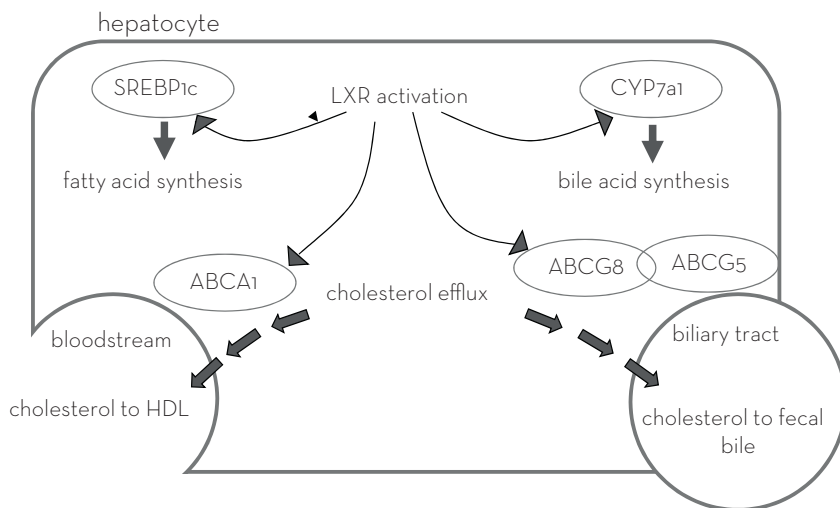 hepatocyte
SREBP1c
LXR activation
CYP7a1
fatty acid synthesis
bile acid synthesis
ABCA1
ABCG8
ABCG5
cholesterol efflux
bloodstream
biliary tract
cholesterol to HDL
cholesterol to fecal
bile